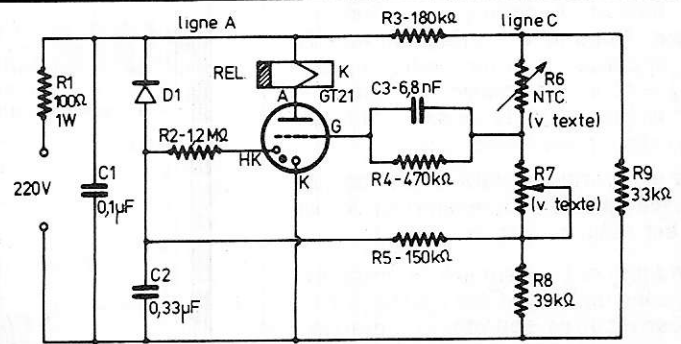 ligne A
R3-180kΩ
ligne C
R1
100Ω
1W
REL.
K
A
GT21
D1
C3-6,8nF
R6
NTC
(v. texte)
R2-1,2MΩ
G
HK
K
R4-470kΩ
R7
(v. texte)
R9
33kΩ
220V
C1
0,1µF
R5-150kΩ
C2
0,33µF
R8
39kΩ